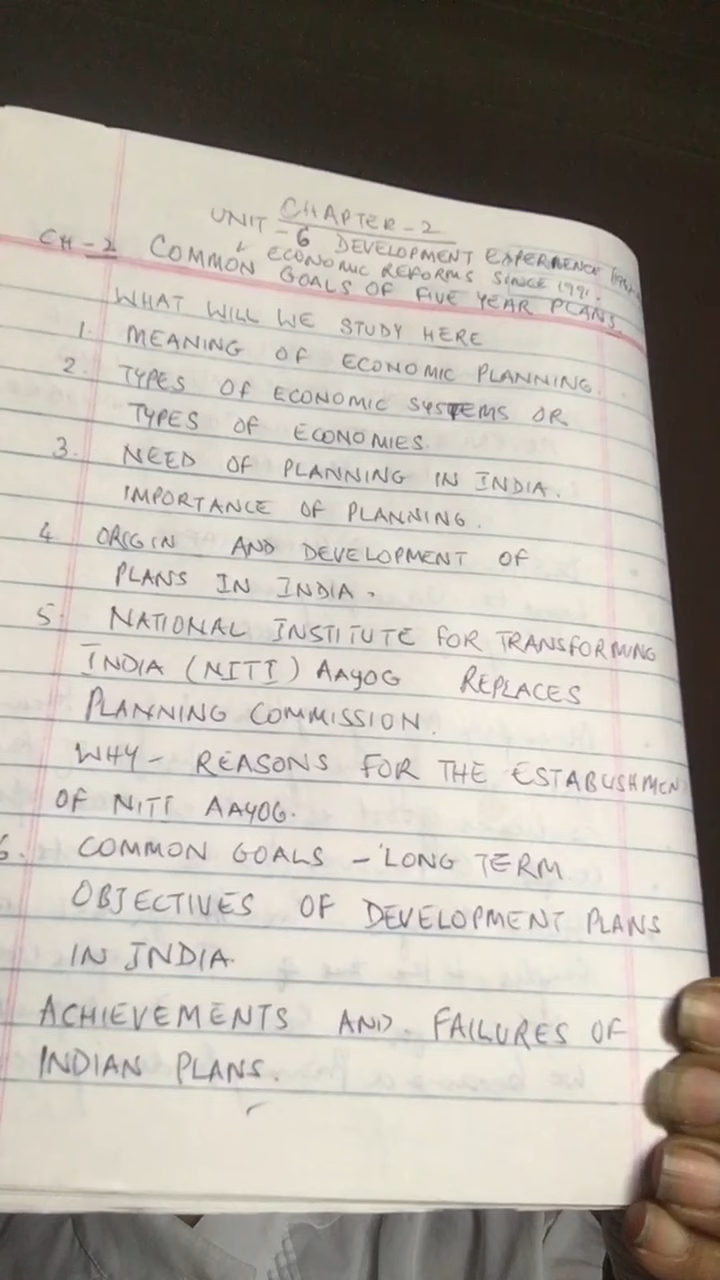 CHAPTER-2
UNIT-6 DEVELOPMENT EXPERIENCE
& ECONOMIC REFORMS SINCE 1991.
CH-2 COMMON GOALS OF FIVE YEAR PLANS
WHAT WILL WE STUDY HERE
1. MEANING OF ECONOMIC PLANNING.
2. TYPES OF ECONOMIC SYSTEMS OR
TYPES OF ECONOMIES.
3. NEED OF PLANNING IN INDIA.
IMPORTANCE OF PLANNING.
4. ORIGIN AND DEVELOPMENT OF
PLANS IN INDIA.
5. NATIONAL INSTITUTE FOR TRANSFORMING
INDIA (NITI) AAYOG REPLACES
PLANNING COMMISSION.
WHY - REASONS FOR THE ESTABLISHMEN
OF NITI AAYOG.
6. COMMON GOALS - LONG TERM
OBJECTIVES OF DEVELOPMENT PLANS
IN INDIA.
ACHIEVEMENTS AND FAILURES OF
INDIAN PLANS.